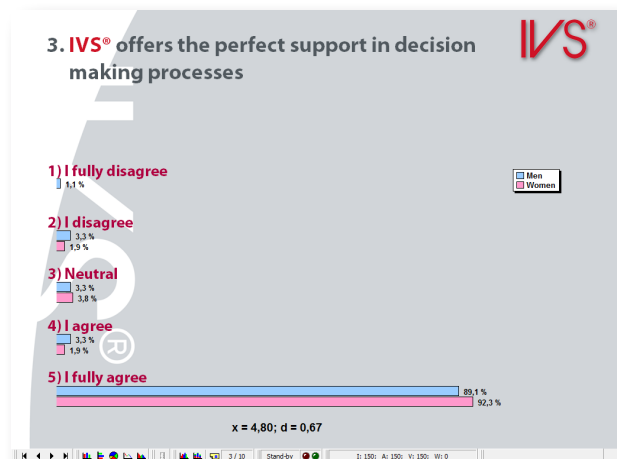 3. IVS® offers the perfect support in decision
making processes
IVS®
1) I fully disagree
1,1 %
Men
Women
2) I disagree
3,3 %
1,9 %
3) Neutral
3,3 %
3,8 %
4) I agree
3,3 %
1,9 %
5) I fully agree
89,1 %
92,3 %
x = 4,80; d = 0,67
3 / 10 Stand-by I: 150; A: 150; V: 150; W: 0
IVS®